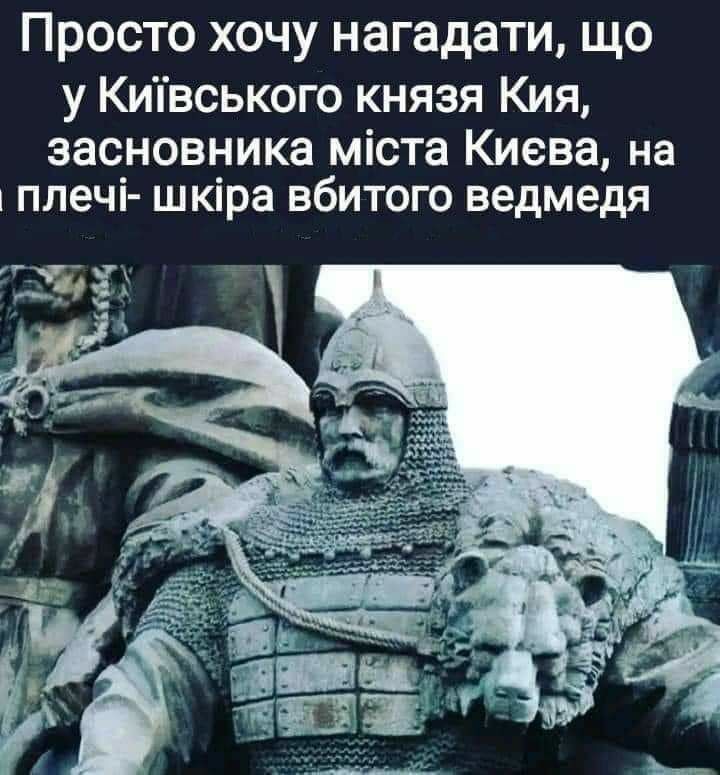 Просто хочу нагадати, що
у Київського князя Кия,
засновника міста Києва, на
плечі- шкіра вбитого ведмедя